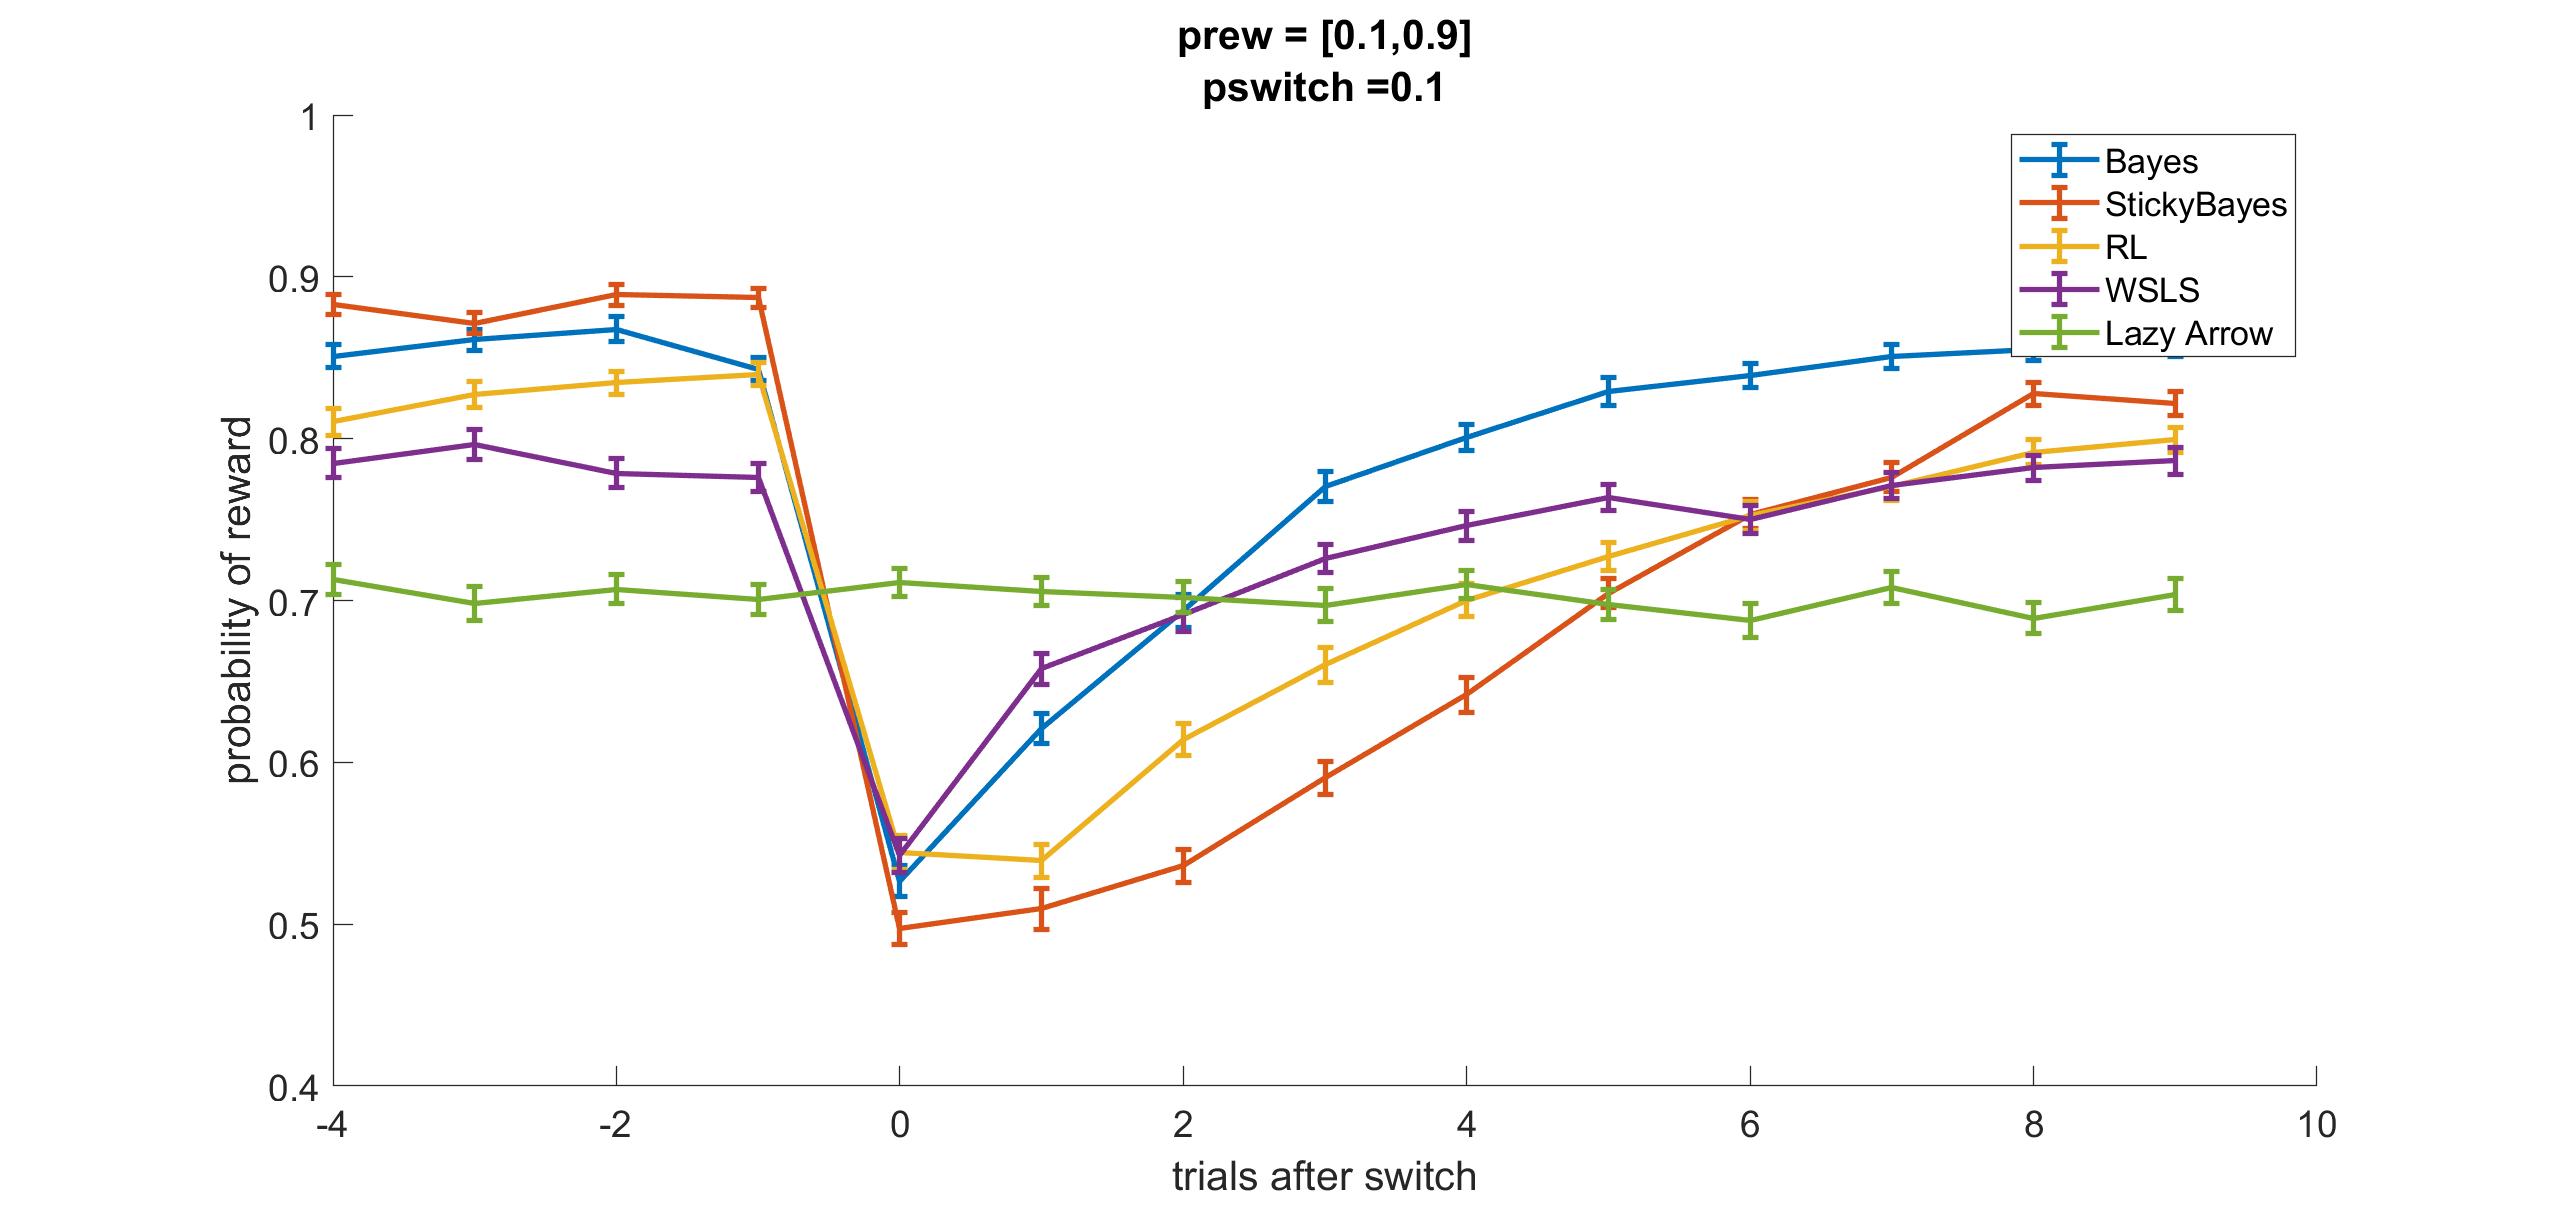 prew = [0.1,0.9]
pswitch =0.1
1
0.9
0.8
0.7
0.6
0.5
0.4
probability of reward
Bayes
StickyBayes
RL
WSLS
Lazy Arrow
-4 -2 0 2 4 6 8 10
trials after switch